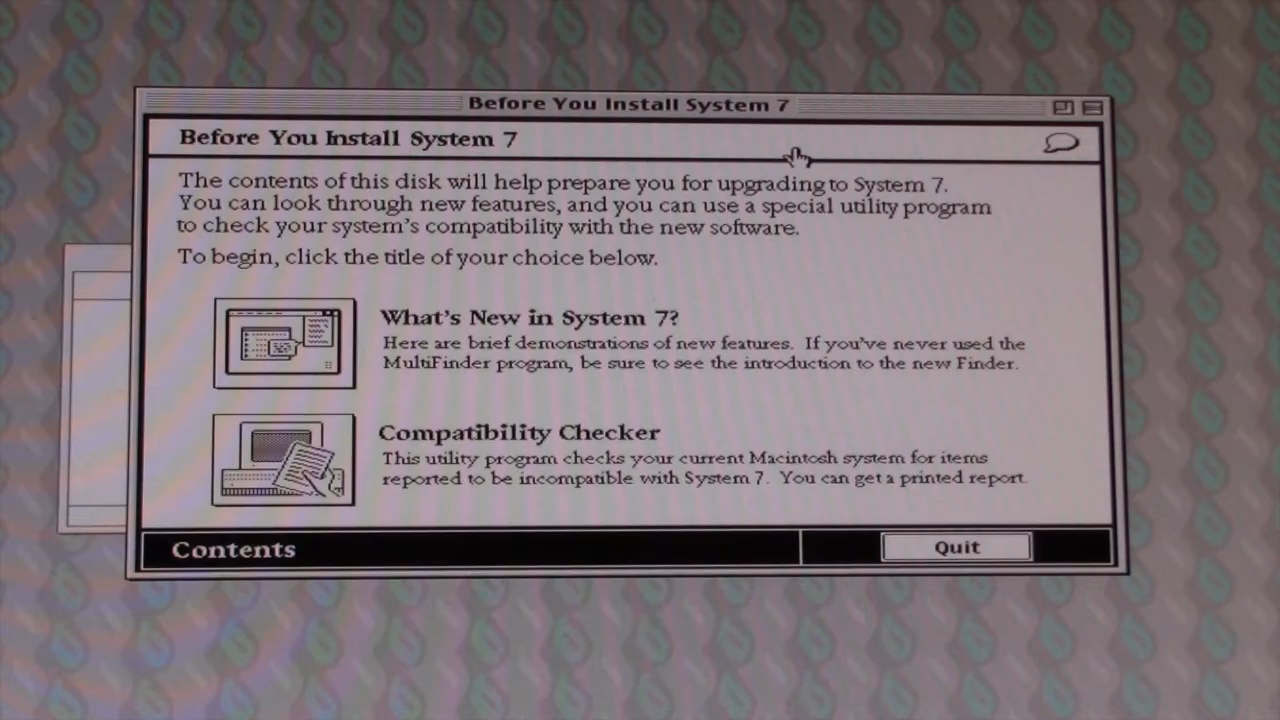 Before You Install System 7
Before You Install System 7
The contents of this disk will help prepare you for upgrading to System 7.
You can look through new features, and you can use a special utility program
to check your system's compatibility with the new software.
To begin, click the title of your choice below.
What's New in System 7?
Here are brief demonstrations of new features. If you've never used the
MultiFinder program, be sure to see the introduction to the new Finder.
Compatibility Checker
This utility program checks your current Macintosh system for items
reported to be incompatible with System 7. You can get a printed report.
Contents
Quit